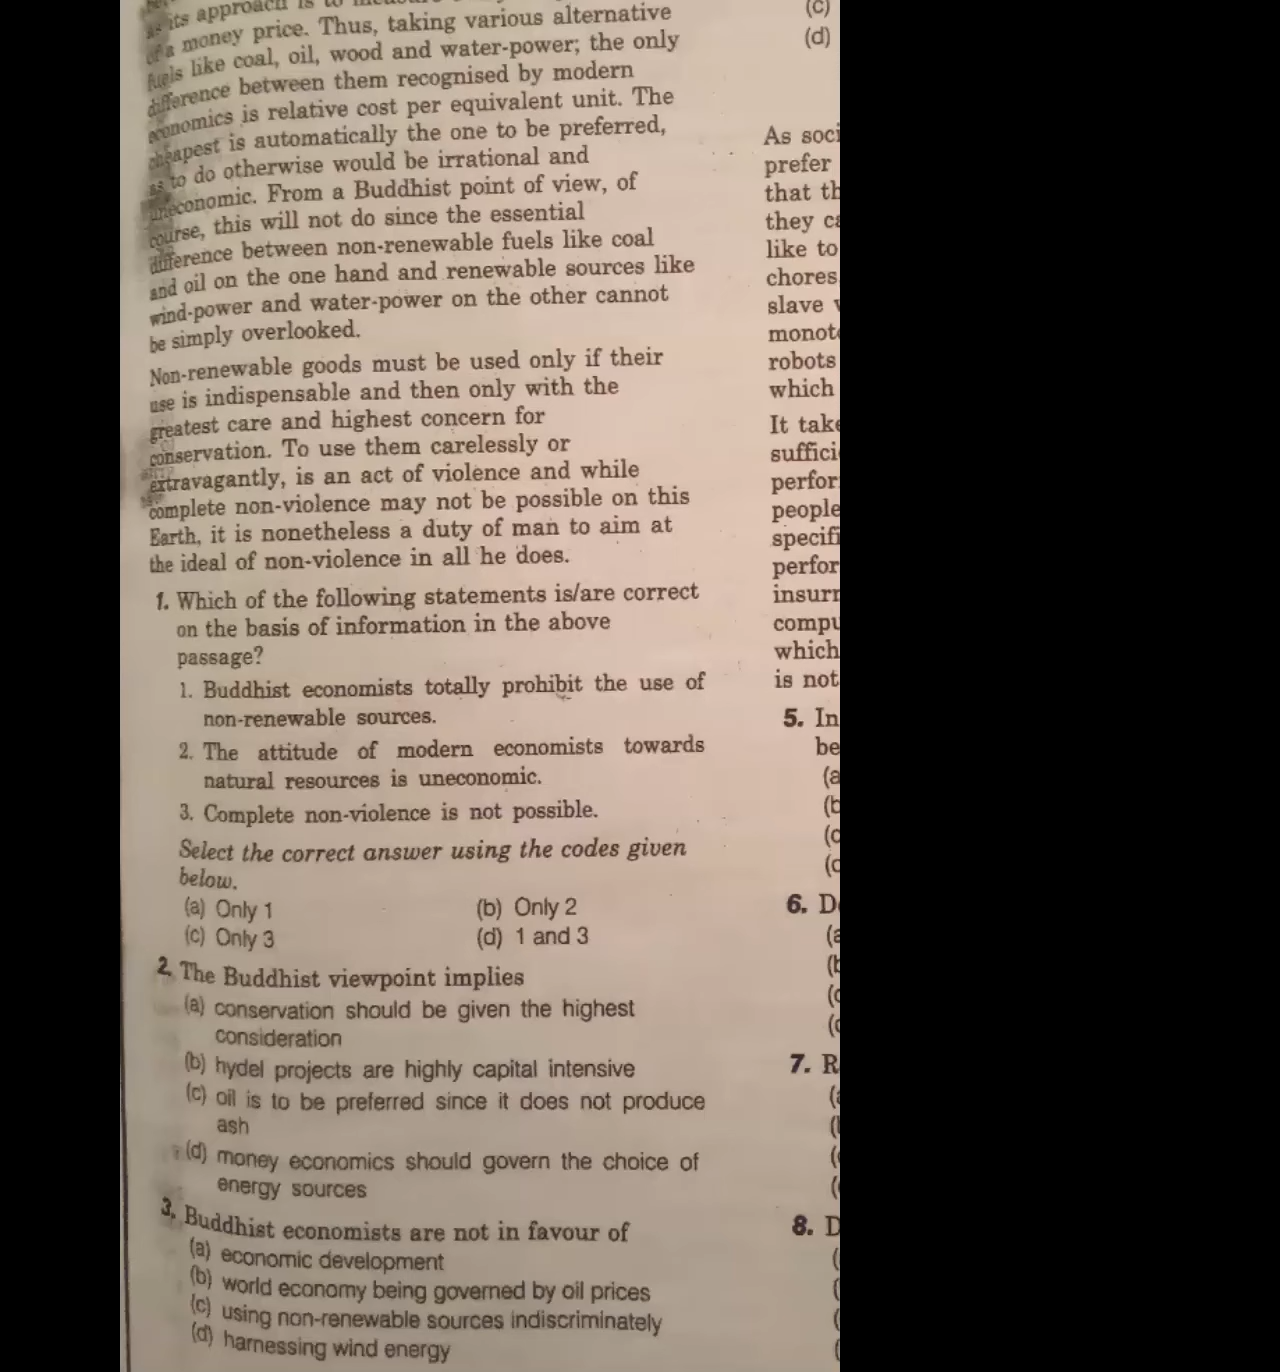 its approach is to
of a money price. Thus, taking various alternative
fuels like coal, oil, wood and water-power; the only
difference between them recognised by modern
economics is relative cost per equivalent unit. The
cheapest is automatically the one to be preferred,
as to do otherwise would be irrational and
uneconomic. From a Buddhist point of view, of
course, this will not do since the essential
difference between non-renewable fuels like coal
and oil on the one hand and renewable sources like
wind-power and water-power on the other cannot
be simply overlooked.
Non-renewable goods must be used only if their
use is indispensable and then only with the
greatest care and highest concern for
conservation. To use them carelessly or
extravagantly, is an act of violence and while
complete non-violence may not be possible on this
Earth, it is nonetheless a duty of man to aim at
the ideal of non-violence in all he does.
1. Which of the following statements is/are correct
on the basis of information in the above
passage?
1. Buddhist economists totally prohibit the use of
non-renewable sources.
2. The attitude of modern economists towards
natural resources is uneconomic.
3. Complete non-violence is not possible.
Select the correct answer using the codes given
below.
(a) Only 1
(b) Only 2
(c) Only 3
(d) 1 and 3
2. The Buddhist viewpoint implies
(a) conservation should be given the highest
consideration
(b) hydel projects are highly capital intensive
(c) oil is to be preferred since it does not produce
ash
(d) money economics should govern the choice of
energy sources
3. Buddhist economists are not in favour of
(a) economic development
(b) world economy being governed by oil prices
(c) using non-renewable sources indiscriminately
(d) harnessing wind energy
(c)
(d)
As soci
prefer
that th
they ca
like to
chores
slave
monot
robots
which
It take
suffici
perfor
people
specifi
perfor
insurr
compu
which
is not
5. In
be
(a
(b
(c
6. D
(a
(b
(c
7. R
8. D